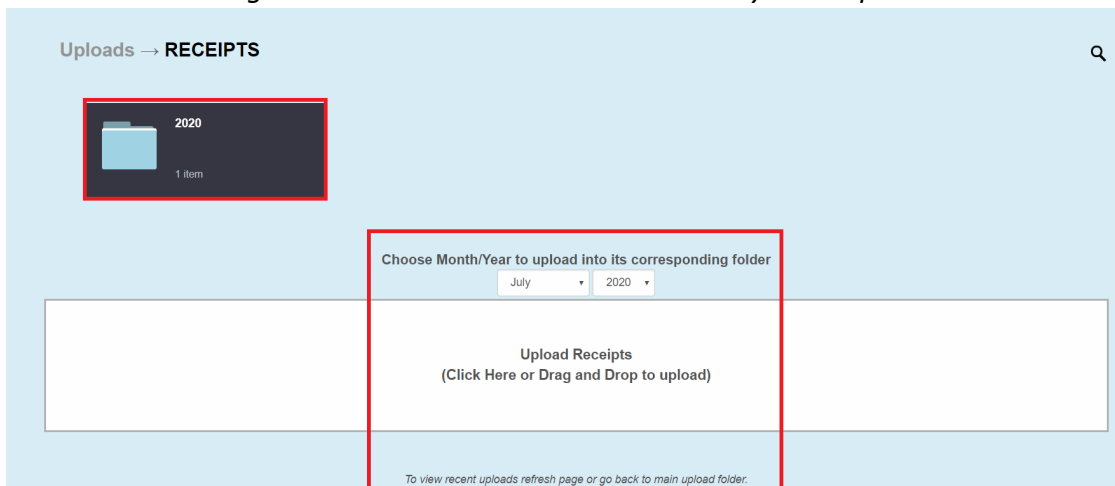 Uploads → RECEIPTS
2020
1 item
Choose Month/Year to upload into its corresponding folder
July 2020
Upload Receipts
(Click Here or Drag and Drop to upload)
To view recent uploads refresh page or go back to main upload folder.